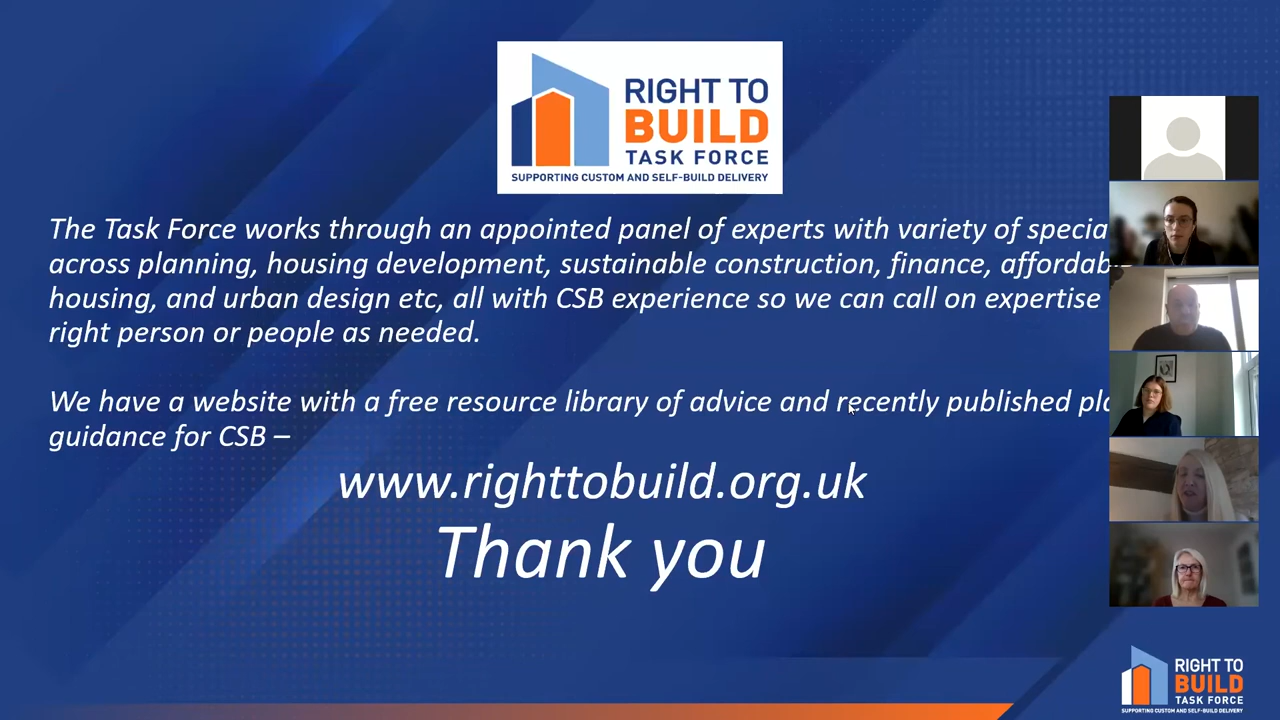 RIGHT TO
BUILD
TASK FORCE
SUPPORTING CUSTOM AND SELF-BUILD DELIVERY
The Task Force works through an appointed panel of experts with variety of
across planning, housing development, sustainable construction, finance,
housing, and urban design etc, all with CSB experience so we can call on expertise
right person or people as needed.
We have a website with a free resource library of advice and recently published
guidance for CSB –
www.righttobuild.org.uk
Thank you
RIGHT TO
BUILD
TASK FORCE
SUPPORTING CUSTOM AND SELF-BUILD DELIVERY